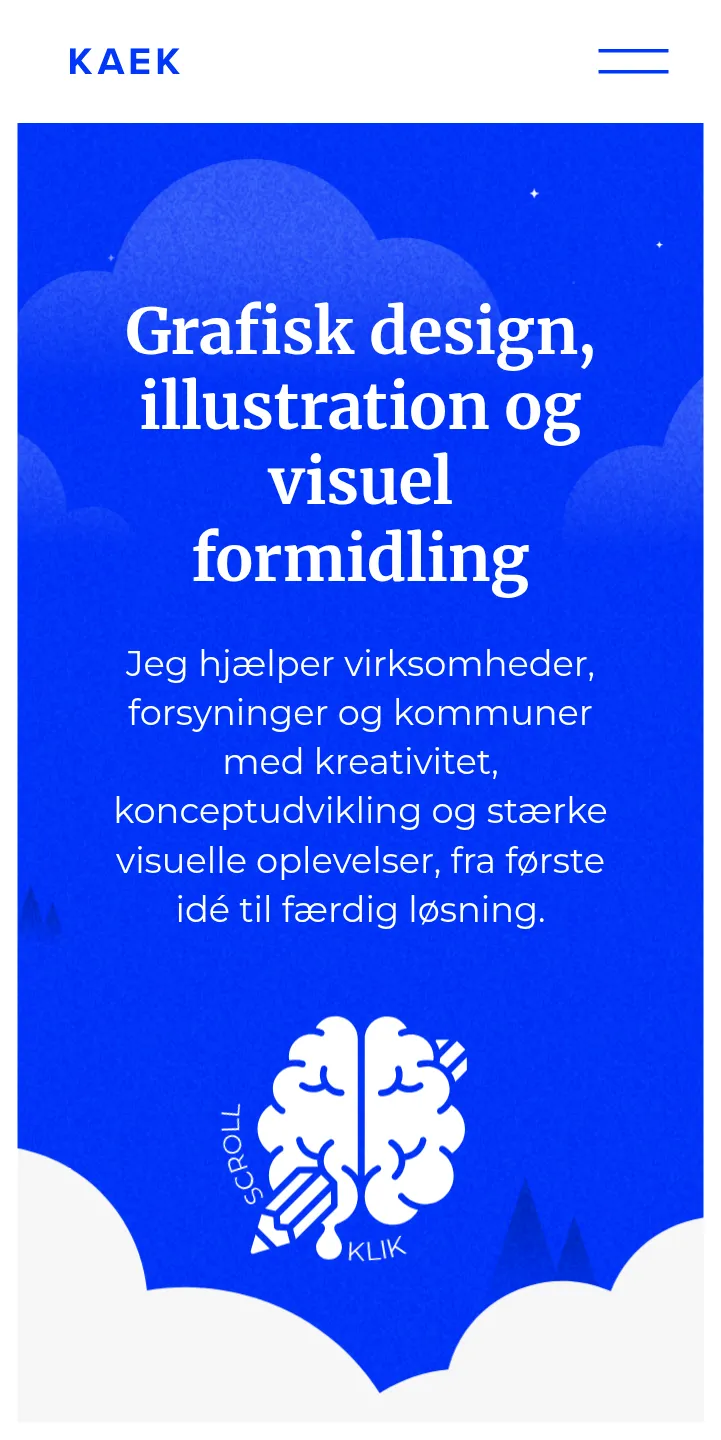 KAEK
Grafisk design,
illustration og
visuel
formidling
Jeg hjælper virksomheder,
forsyninger og kommuner
med kreativitet,
konceptudvikling og stærke
visuelle oplevelser, fra første
idé til færdig løsning.
SCROLL
KLIK